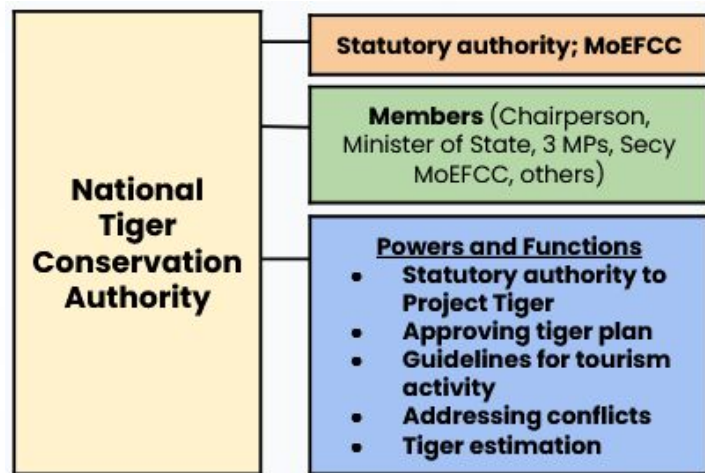 National
Tiger
Conservation
Authority
Statutory authority; MoEFCC
Members (Chairperson,
Minister of State, 3 MPs, Secy
MoEFCC, others)
Powers and Functions
● Statutory authority to
Project Tiger
● Approving tiger plan
● Guidelines for tourism
activity
● Addressing conflicts
● Tiger estimation